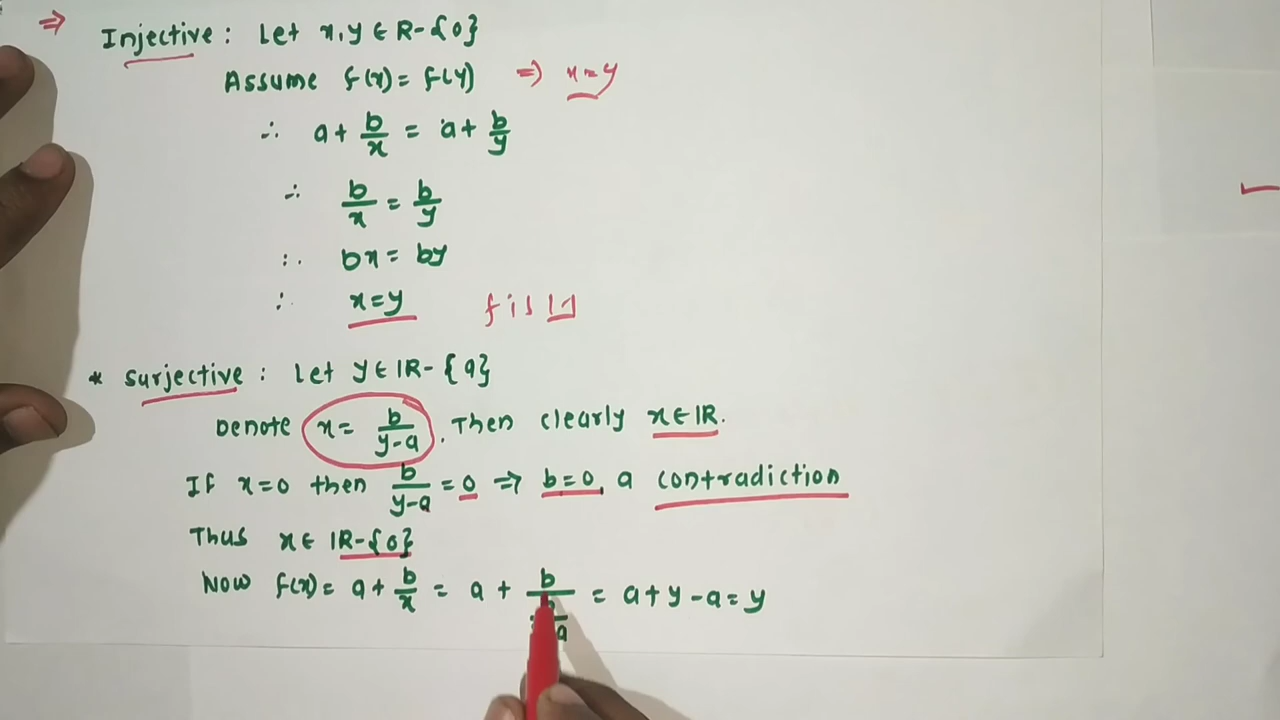 ⇒ Injective : Let x, y ∈ R-{0}
Assume f(x) = f(y) ⇒ x=y
∴ a + b/x = a + b/y
∴ b/x = b/y
∴ bx = by
∴ x=y f is 1-1
* Surjective : Let y ∈ IR - {a}
Denote x = b/(y-a). Then clearly x ∈ IR.
If x=0 then b/(y-a) = 0 ⇒ b=0, a contradiction
Thus x ∈ IR-{0}
Now f(x) = a + b/x = a + b/ = a+y-a = y